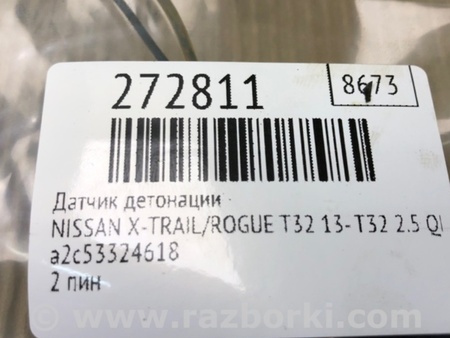 272811
8673
Датчик детонации
NISSAN X-TRAIL/ROGUE T32 13- T32 2.5 Q
a2c53324618
2 пин
© www.razborki.com